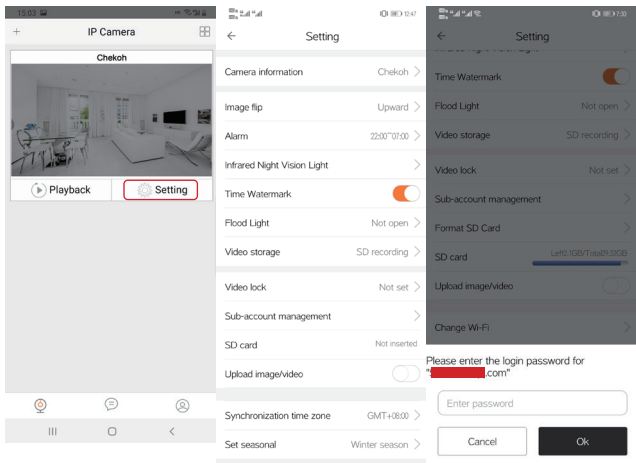 15:03
IP Camera
Chekoh
Playback
Setting
12:47
Setting
Camera information
Chekoh
Image flip
Upward
Alarm
22:00~07:00
Infrared Night Vision Light
Time Watermark
Flood Light
Not open
Video storage
SD recording
Video lock
Not set
Sub-account management
SD card
Not inserted
Upload image/video
Synchronization time zone
GMT+08:00
Set seasonal
Winter season
7:30
Setting
Time Watermark
Flood Light
Not open
Video storage
SD recording
Video lock
Not set
Sub-account management
Format SD Card
SD card
Upload image/video
Change Wi-Fi
Please enter the login password for
.com"
Enter password
Cancel
Ok